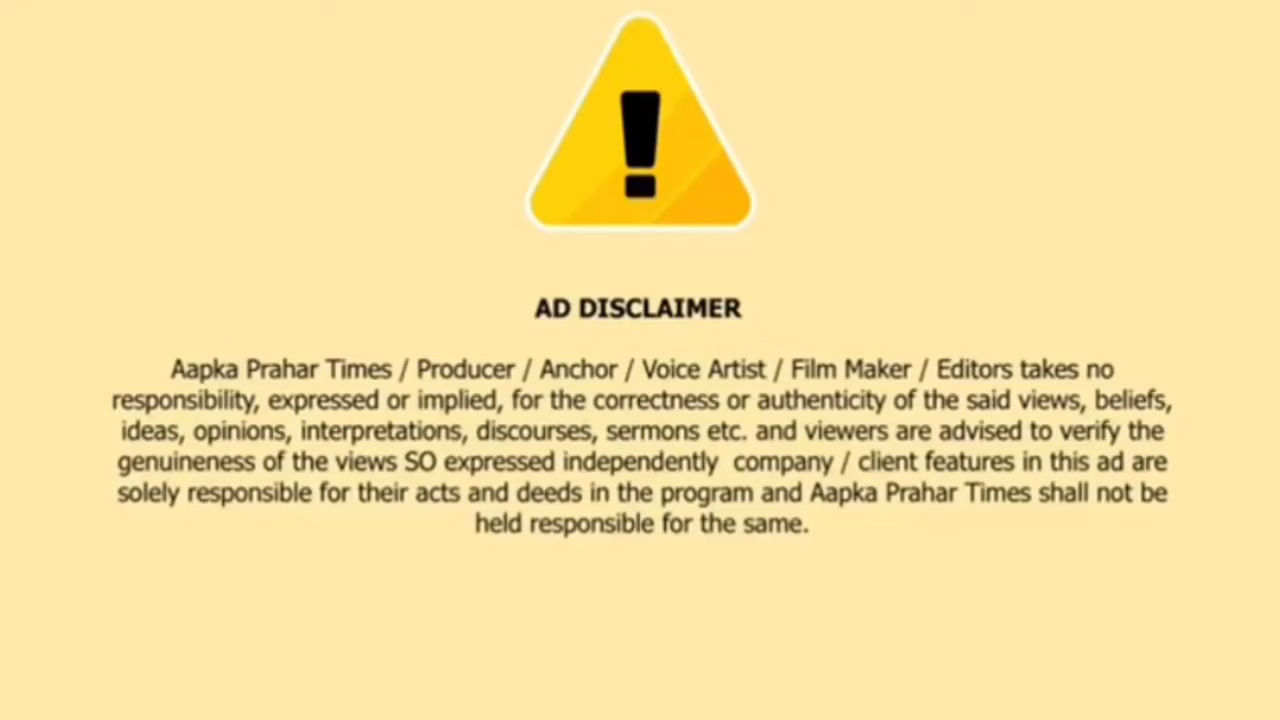 AD DISCLAIMER
Aapka Prahar Times / Producer / Anchor / Voice Artist / Film Maker / Editors takes no
responsibility, expressed or implied, for the correctness or authenticity of the said views, beliefs,
ideas, opinions, interpretations, discourses, sermons etc. and viewers are advised to verify the
genuineness of the views SO expressed independently  company / client features in this ad are
solely responsible for their acts and deeds in the program and Aapka Prahar Times shall not be
held responsible for the same.